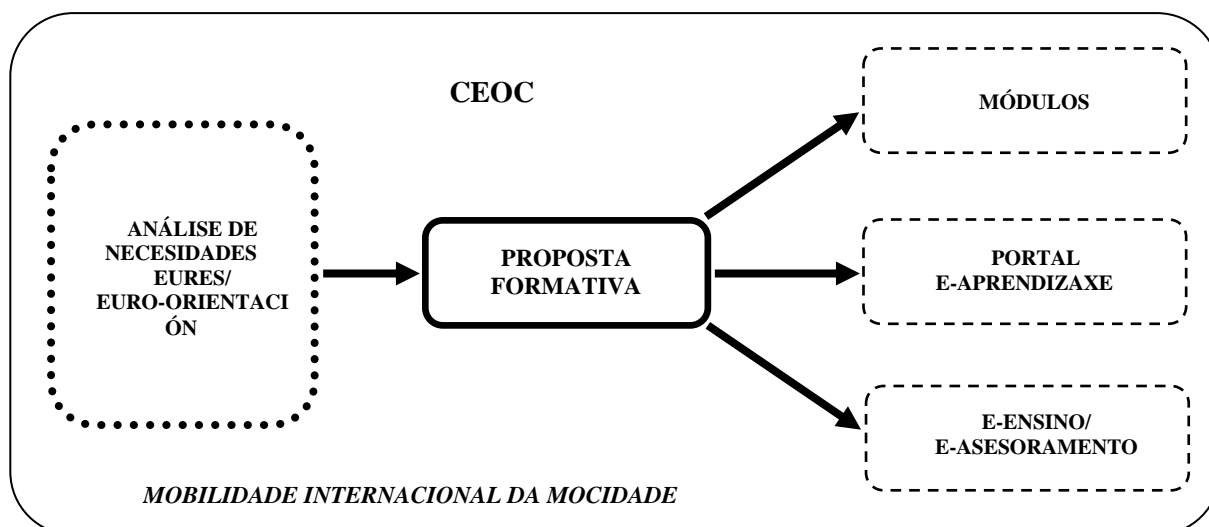 CEOC
ANÁLISE DE
NECESIDADES
EURES/
EURO-ORIENTACI
ÓN
PROPOSTA
FORMATIVA
MÓDULOS
PORTAL
E-APRENDIZAXE
E-ENSINO/
E-ASESORAMENTO
MOBILIDADE INTERNACIONAL DA MOCIDADE